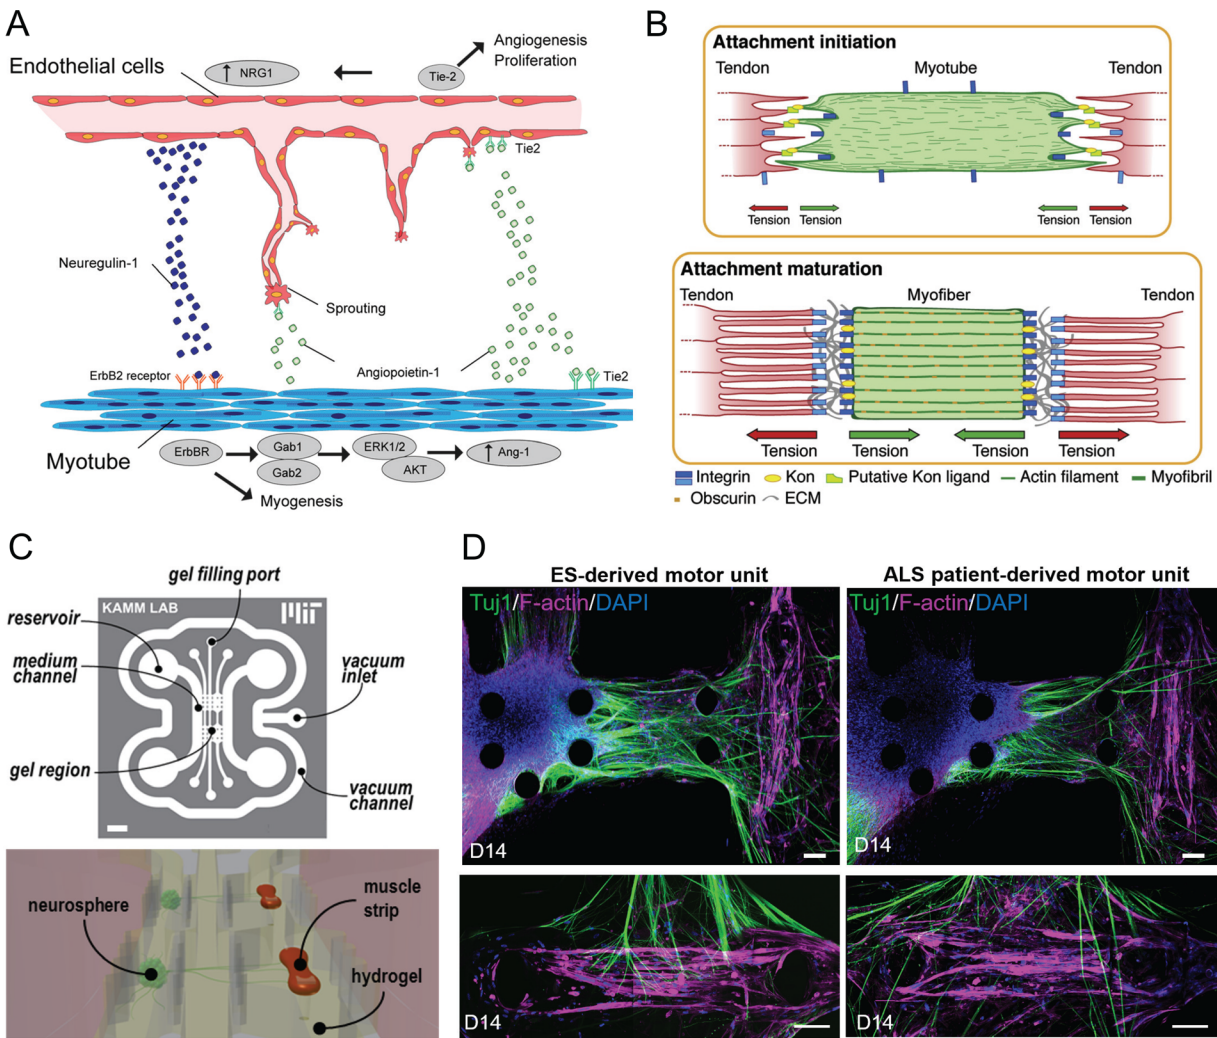 A
Endothelial cells
↑ NRG1
Tie-2
Angiogenesis
Proliferation
Tie2
Neuregulin-1
Sprouting
ErbB2 receptor
Angiopoietin-1
Tie2
Myotube
ErbBR
Gab1
Gab2
ERK1/2
AKT
↑ Ang-1
Myogenesis
B
Attachment initiation
Tendon
Myotube
Tendon
Tension
Tension
Tension
Tension
Attachment maturation
Tendon
Myofiber
Tendon
Tension
Tension
Tension
Tension
Integrin
Kon
Putative Kon ligand
Actin filament
Myofibril
Obscurin
ECM
C
gel filling port
KAMM LAB
MIT
reservoir
medium
channel
vacuum
inlet
gel region
vacuum
channel
neurosphere
muscle
strip
hydrogel
D
ES-derived motor unit
ALS patient-derived motor unit
Tuj1/F-actin/DAPI
Tuj1/F-actin/DAPI
D14
D14
D14
D14